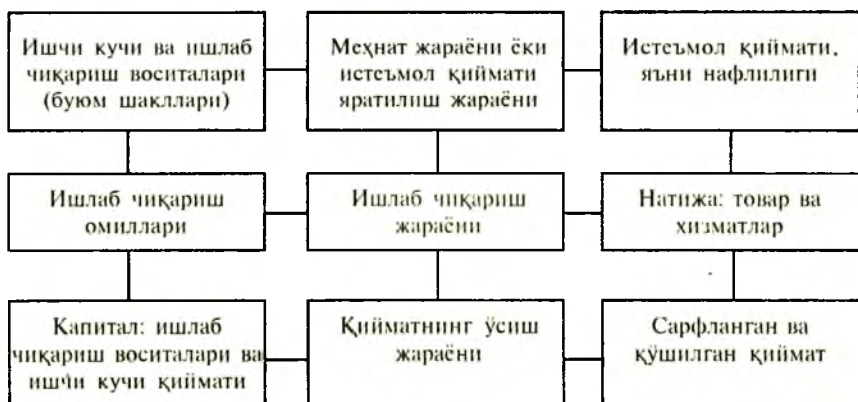 Ишчи кучи ва ишлаб
чиқариш воситалари
(буюм шакллари)
Меҳнат жараёни ёки
истеъмол қиймати
яратилиш жараёни
Истеъмол қиймати,
яъни нафлилиги
Ишлаб чиқариш
омиллари
Ишлаб чиқариш
жараёни
Натижа: товар ва
хизматлар
Капитал: ишлаб
чиқариш воситалари ва
ишчи кучи қиймати
Қийматнинг ўсиш
жараёни
Сарфланган ва
қўшилган қиймат